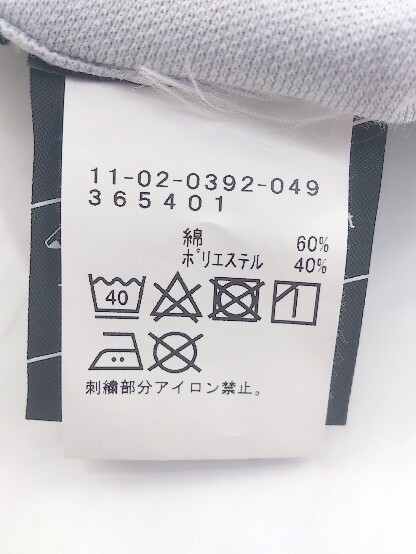 11-02-0392-049
365401
綿 60%
ポリエステル 40%
40
刺繍部分アイロン禁止。